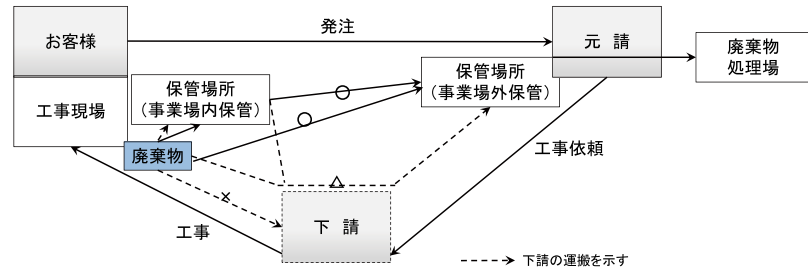 お客様
発注
元 請
廃棄物
処理場
保管場所
（事業場外保管）
保管場所
（事業場内保管）
○
○
工事現場
廃棄物
工事依頼
△
×
工事
下 請
下請の運搬を示す